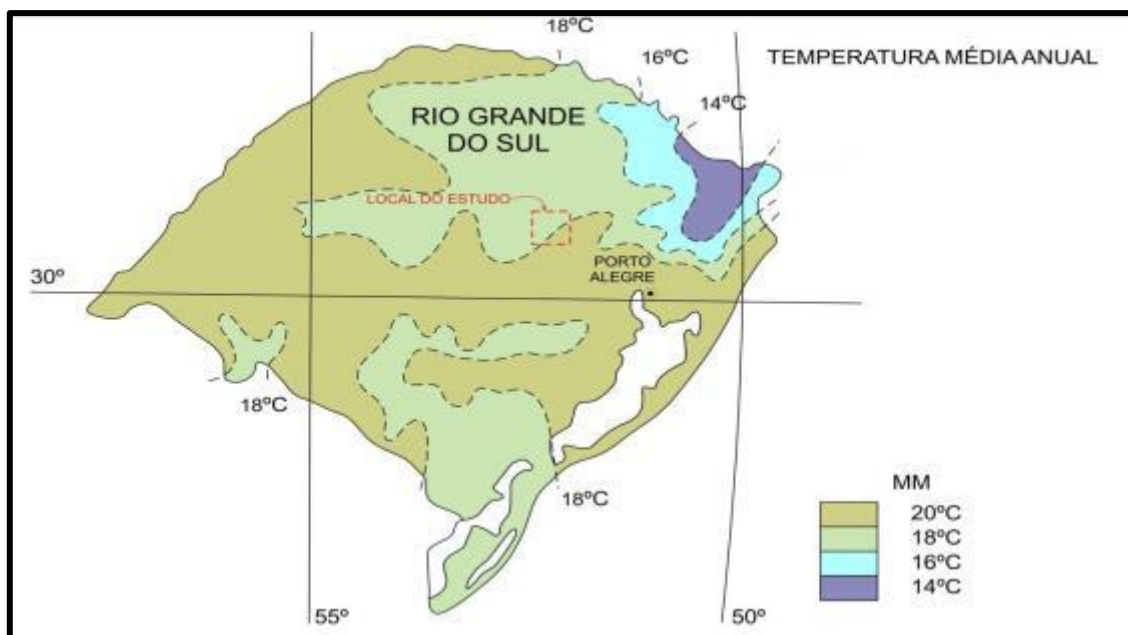 TEMPERATURA MÉDIA ANUAL
18ºC
16ºC
14ºC
RIO GRANDE
DO SUL
LOCAL DO ESTUDO
PORTO
ALEGRE
30º
18ºC
18ºC
MM
20ºC
18ºC
16ºC
14ºC
55º
50º